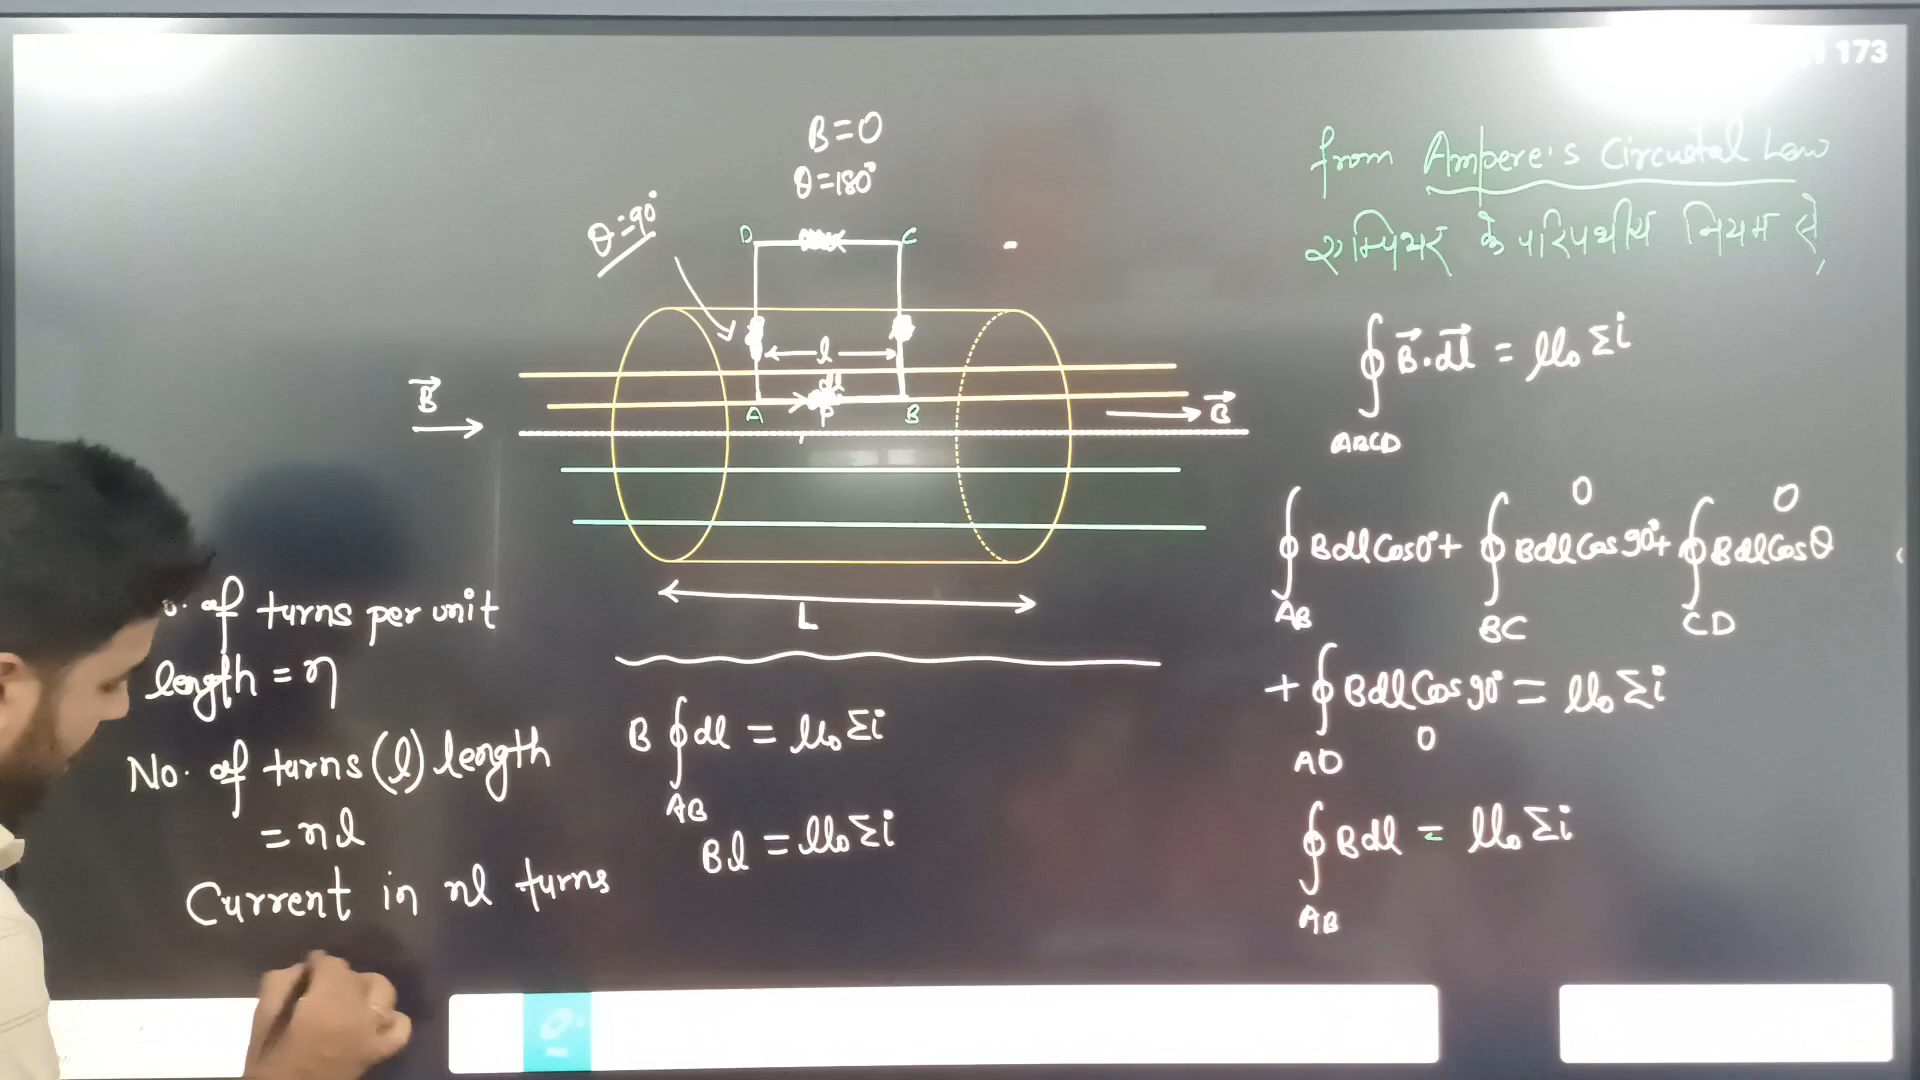 173
B=0
θ=180°
θ=90°
D C
l
dl
A P B
B⃗
B⃗
L
from Ampere's Circuital Law
एम्पियर के परिपथीय नियम से,
∮ B⃗·dl⃗ = μ₀ Σi
ABCD
∮ Bdl Cos0° + ∮ Bdl Cos 90° + ∮ Bdl Cos θ
0 0
AB BC CD
+ ∮ Bdl Cos 90° = μ₀ Σi
AD 0
∮ Bdl = μ₀ Σi
AB
of turns per unit
length = n
No. of turns (l) length
= nl
Current in nl turns
B ∮ dl = μ₀ Σi
AB
Bl = μ₀ Σi